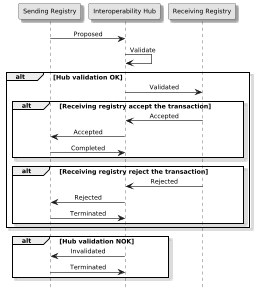 Sending Registry Interoperability Hub Receiving Registry
Proposed
Validate
alt [Hub validation OK]
Validated
alt [Receiving registry accept the transaction]
Accepted
Accepted
Completed
alt [Receiving registry reject the transaction]
Rejected
Rejected
Terminated
alt [Hub validation NOK]
Invalidated
Terminated